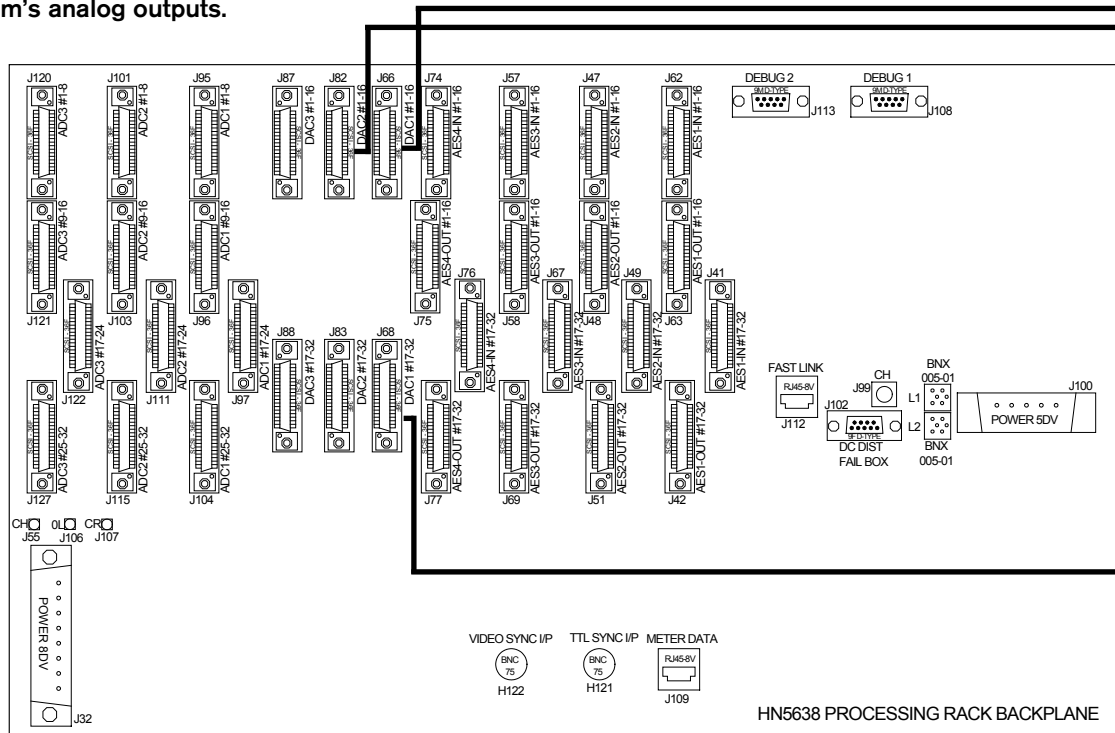 m's analog outputs.
J120 J101 J95 J87 J82 J66 J74 J57 J47 J62 DEBUG 2 DEBUG 1
9M D-TYPE
9M D-TYPE
J113
J108
SCSI - 36F
ADC3 #1-8
ADC2 #1-8
ADC1 #1-8
DAC3 #1-16
DAC2 #1-16
DAC1 #1-16
AES4-IN #1-16
AES3-IN #1-16
AES2-IN #1-16
AES1-IN #1-16
ADC3 #9-16
ADC2 #9-16
ADC1 #9-16
AES4-OUT #1-16
AES3-OUT #1-16
AES2-OUT #1-16
AES1-OUT #1-16
J76 J67 J49 J41
J121 J103 J96 J75 J58 J48 J63
ADC3 #17-24
ADC2 #17-24
ADC1 #17-24
J88 J83 J68
DAC3 #17-32
DAC2 #17-32
DAC1 #17-32
AES4-IN #17-32
AES3-IN #17-32
AES2-IN #17-32
AES1-IN #17-32
J122 J111 J97
FAST LINK
RJ45-8V
J112
CH
J99
J102
9F D-TYPE
DC DIST
FAIL BOX
BNX
005-01
L1
L2
BNX
005-01
J100
POWER 5DV
ADC3 #25-32
ADC2 #25-32
ADC1 #25-32
AES4-OUT #17-32
AES3-OUT #17-32
AES2-OUT #17-32
AES1-OUT #17-32
J127 J115 J104 J77 J69 J51 J42
CH 0L CR
J55 J106 J107
POWER 8DV
J32
VIDEO SYNC I/P TTL SYNC I/P METER DATA
BNC
75
H122
BNC
75
H121
RJ45-8V
J109
HN5638 PROCESSING RACK BACKPLANE